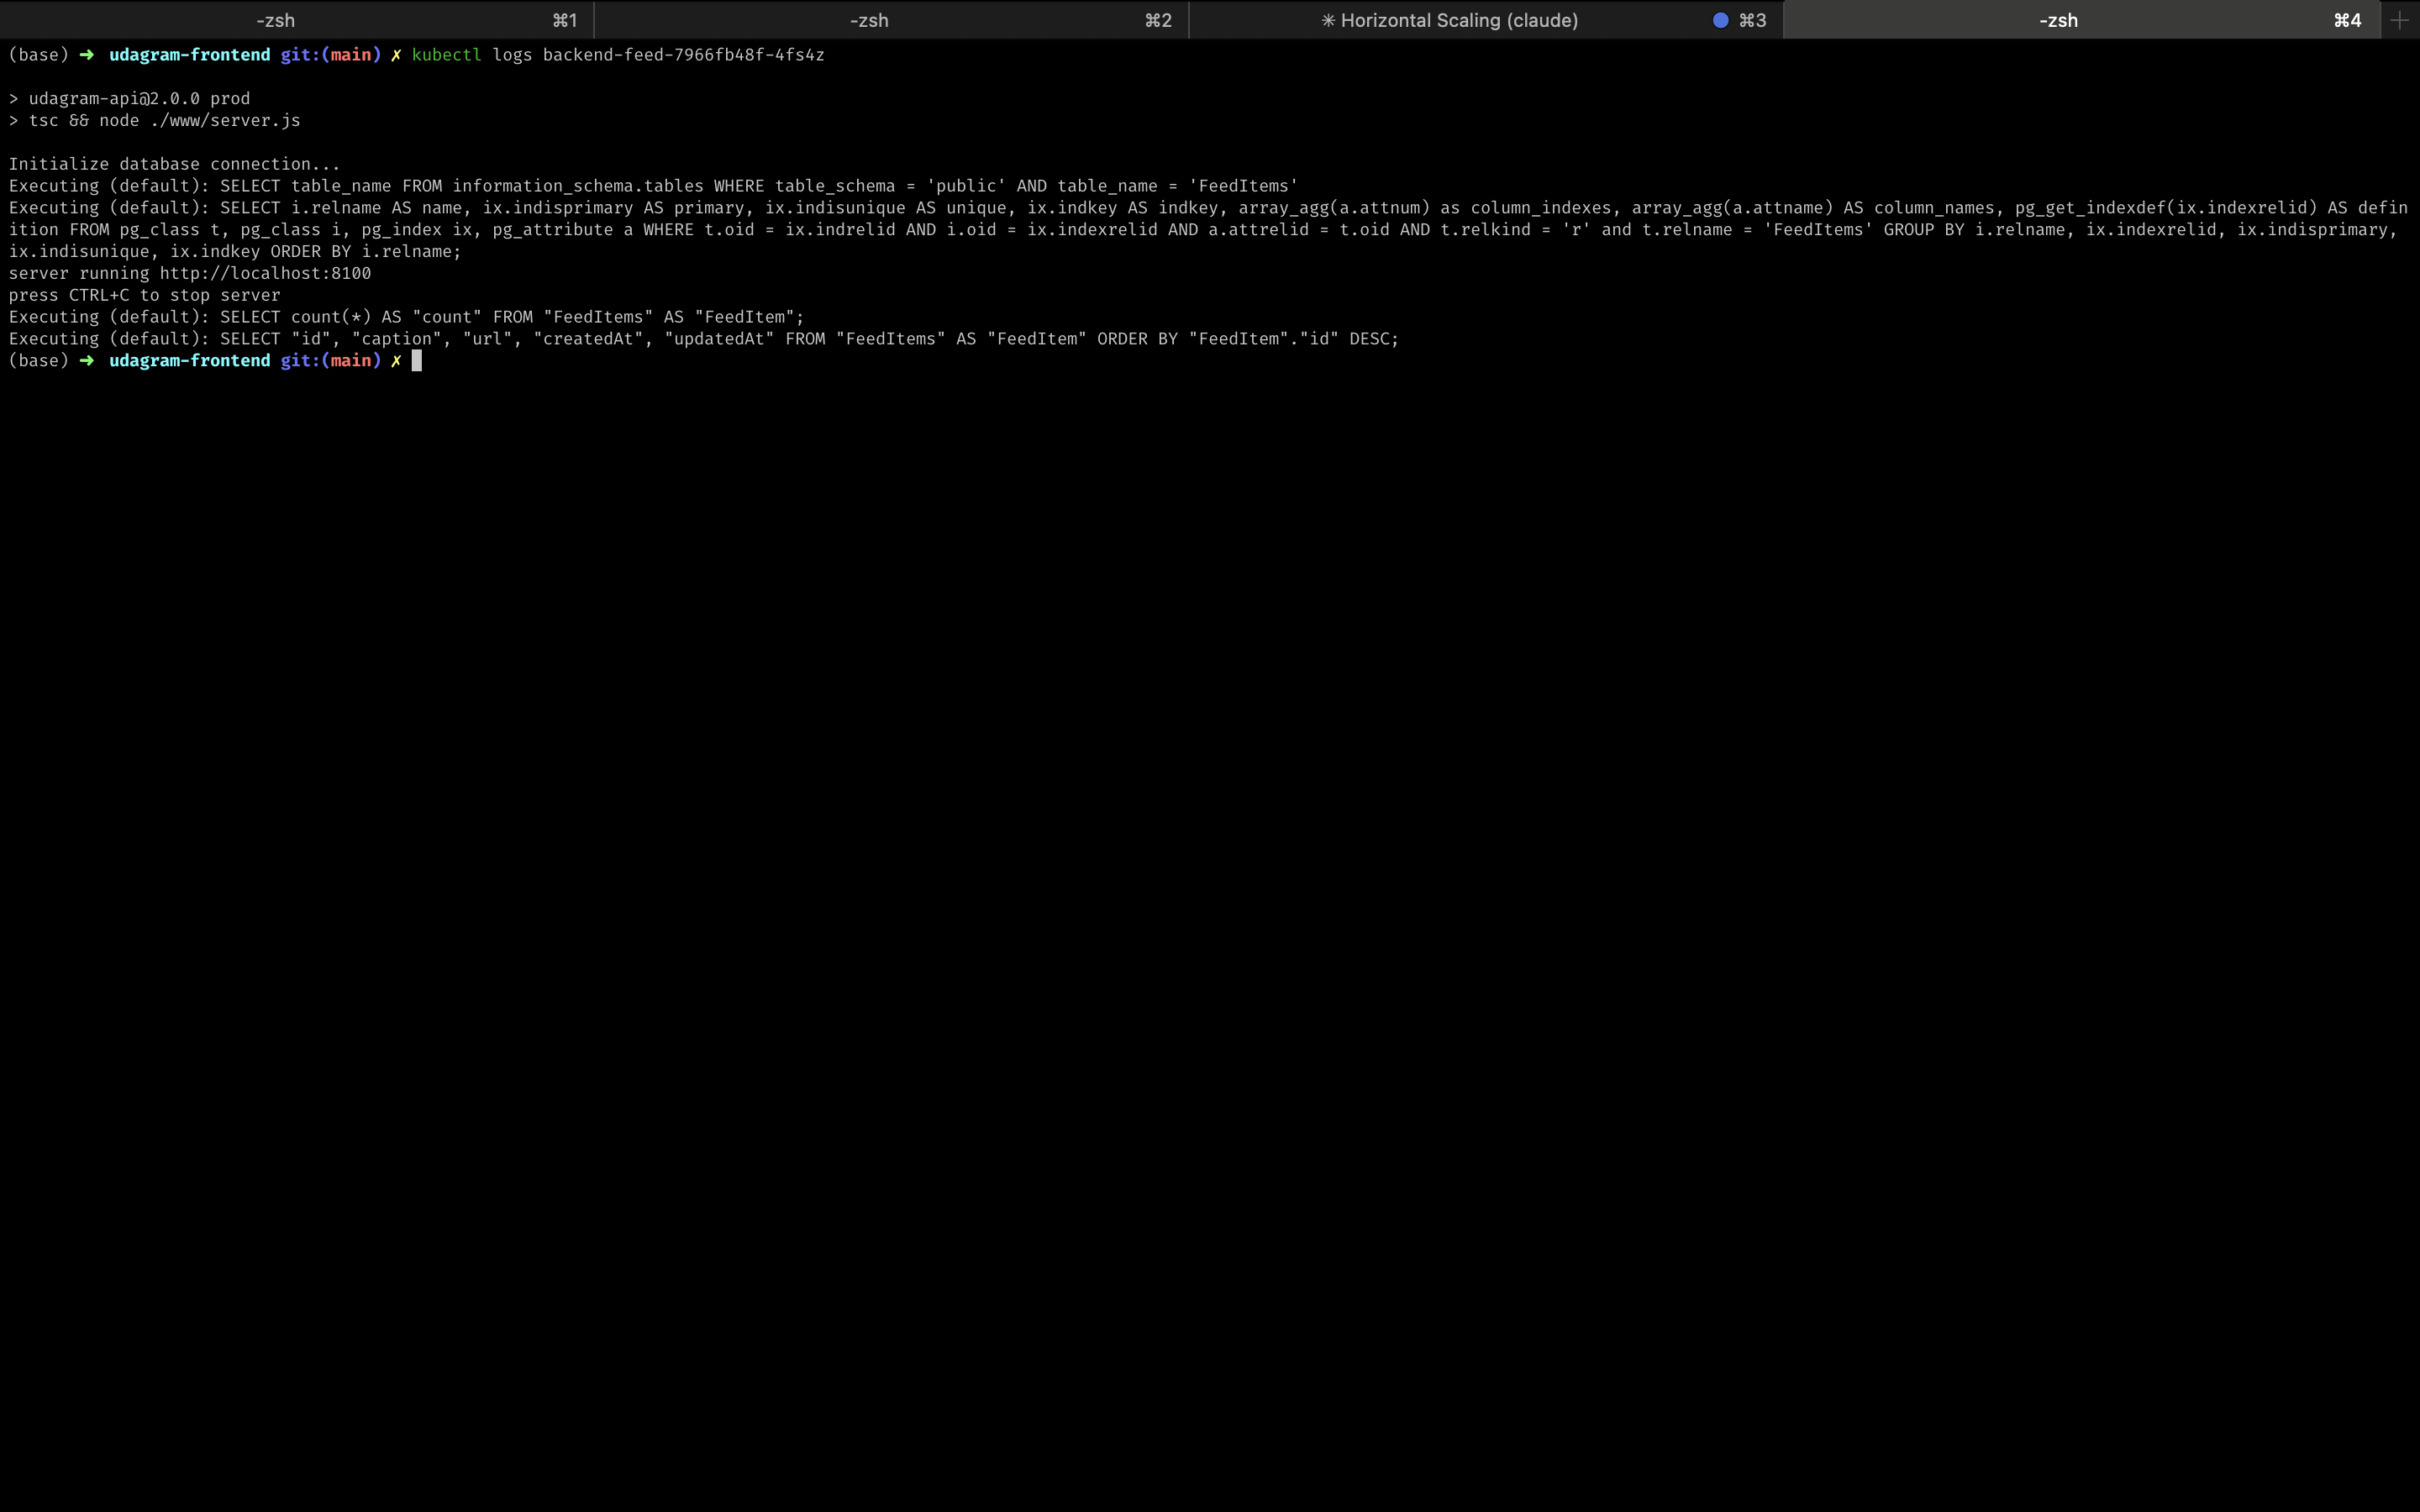 -zsh ⌘1 -zsh ⌘2 ✳ Horizontal Scaling (claude) ⌘3 -zsh ⌘4 +
(base) ➜ udagram-frontend git:(main) ✗ kubectl logs backend-feed-7966fb48f-4fs4z
> udagram-api@2.0.0 prod
> tsc && node ./www/server.js
Initialize database connection...
Executing (default): SELECT table_name FROM information_schema.tables WHERE table_schema = 'public' AND table_name = 'FeedItems'
Executing (default): SELECT i.relname AS name, ix.indisprimary AS primary, ix.indisunique AS unique, ix.indkey AS indkey, array_agg(a.attnum) as column_indexes, array_agg(a.attname) AS column_names, pg_get_indexdef(ix.indexrelid) AS defin
ition FROM pg_class t, pg_class i, pg_index ix, pg_attribute a WHERE t.oid = ix.indrelid AND i.oid = ix.indexrelid AND a.attrelid = t.oid AND t.relkind = 'r' and t.relname = 'FeedItems' GROUP BY i.relname, ix.indexrelid, ix.indisprimary,
ix.indisunique, ix.indkey ORDER BY i.relname;
server running http://localhost:8100
press CTRL+C to stop server
Executing (default): SELECT count(*) AS "count" FROM "FeedItems" AS "FeedItem";
Executing (default): SELECT "id", "caption", "url", "createdAt", "updatedAt" FROM "FeedItems" AS "FeedItem" ORDER BY "FeedItem"."id" DESC;
(base) ➜ udagram-frontend git:(main) ✗